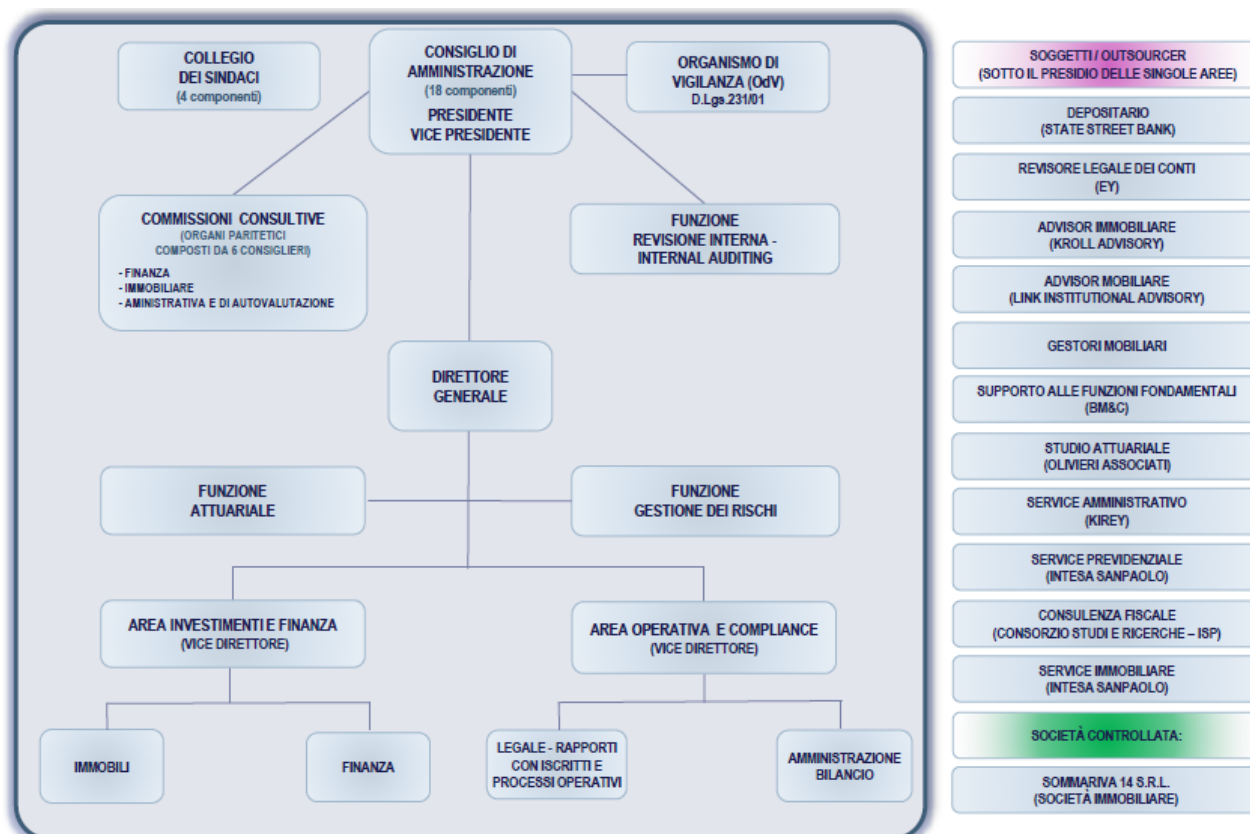 COLLEGIO
DEI SINDACI
(4 componenti)
CONSIGLIO DI
AMMINISTRAZIONE
(18 componenti)
PRESIDENTE
VICE PRESIDENTE
ORGANISMO DI
VIGILANZA (OdV)
D.Lgs.231/01
COMMISSIONI CONSULTIVE
(ORGANI PARITETICI
COMPOSTI DA 6 CONSIGLIERI)
- FINANZA
- IMMOBILIARE
- AMINISTRATIVA E DI AUTOVALUTAZIONE
FUNZIONE
REVISIONE INTERNA -
INTERNAL AUDITING
DIRETTORE
GENERALE
FUNZIONE
ATTUARIALE
FUNZIONE
GESTIONE DEI RISCHI
AREA INVESTIMENTI E FINANZA
(VICE DIRETTORE)
AREA OPERATIVA E COMPLIANCE
(VICE DIRETTORE)
IMMOBILI
FINANZA
LEGALE - RAPPORTI
CON ISCRITTI E
PROCESSI OPERATIVI
AMMINISTRAZIONE
BILANCIO
SOGGETTI / OUTSOURCER
(SOTTO IL PRESIDIO DELLE SINGOLE AREE)
DEPOSITARIO
(STATE STREET BANK)
REVISORE LEGALE DEI CONTI
(EY)
ADVISOR IMMOBILIARE
(KROLL ADVISORY)
ADVISOR MOBILIARE
(LINK INSTITUTIONAL ADVISORY)
GESTORI MOBILIARI
SUPPORTO ALLE FUNZIONI FONDAMENTALI
(BM&C)
STUDIO ATTUARIALE
(OLIVIERI ASSOCIATI)
SERVICE AMMINISTRATIVO
(KIREY)
SERVICE PREVIDENZIALE
(INTESA SANPAOLO)
CONSULENZA FISCALE
(CONSORZIO STUDI E RICERCHE – ISP)
SERVICE IMMOBILIARE
(INTESA SANPAOLO)
SOCIETÀ CONTROLLATA:
SOMMARIVA 14 S.R.L.
(SOCIETÀ IMMOBILIARE)